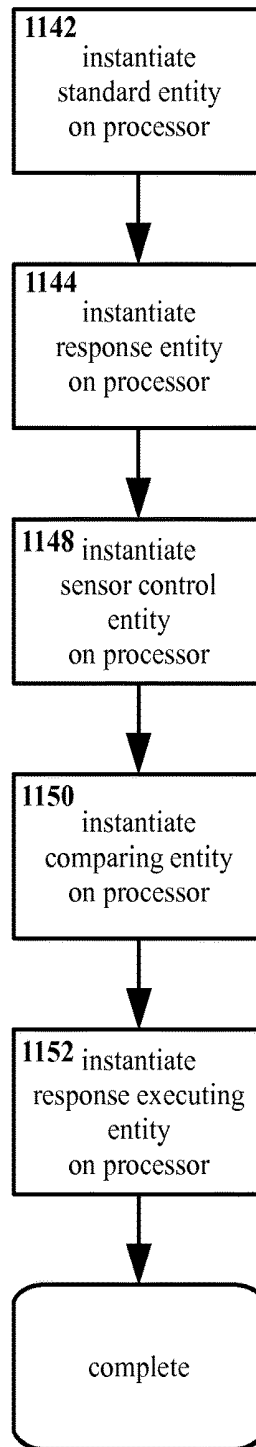 1142
instantiate
standard entity
on processor
1144
instantiate
response entity
on processor
1148 instantiate
sensor control
entity
on processor
1150
instantiate
comparing entity
on processor
1152 instantiate
response executing
entity
on processor
complete